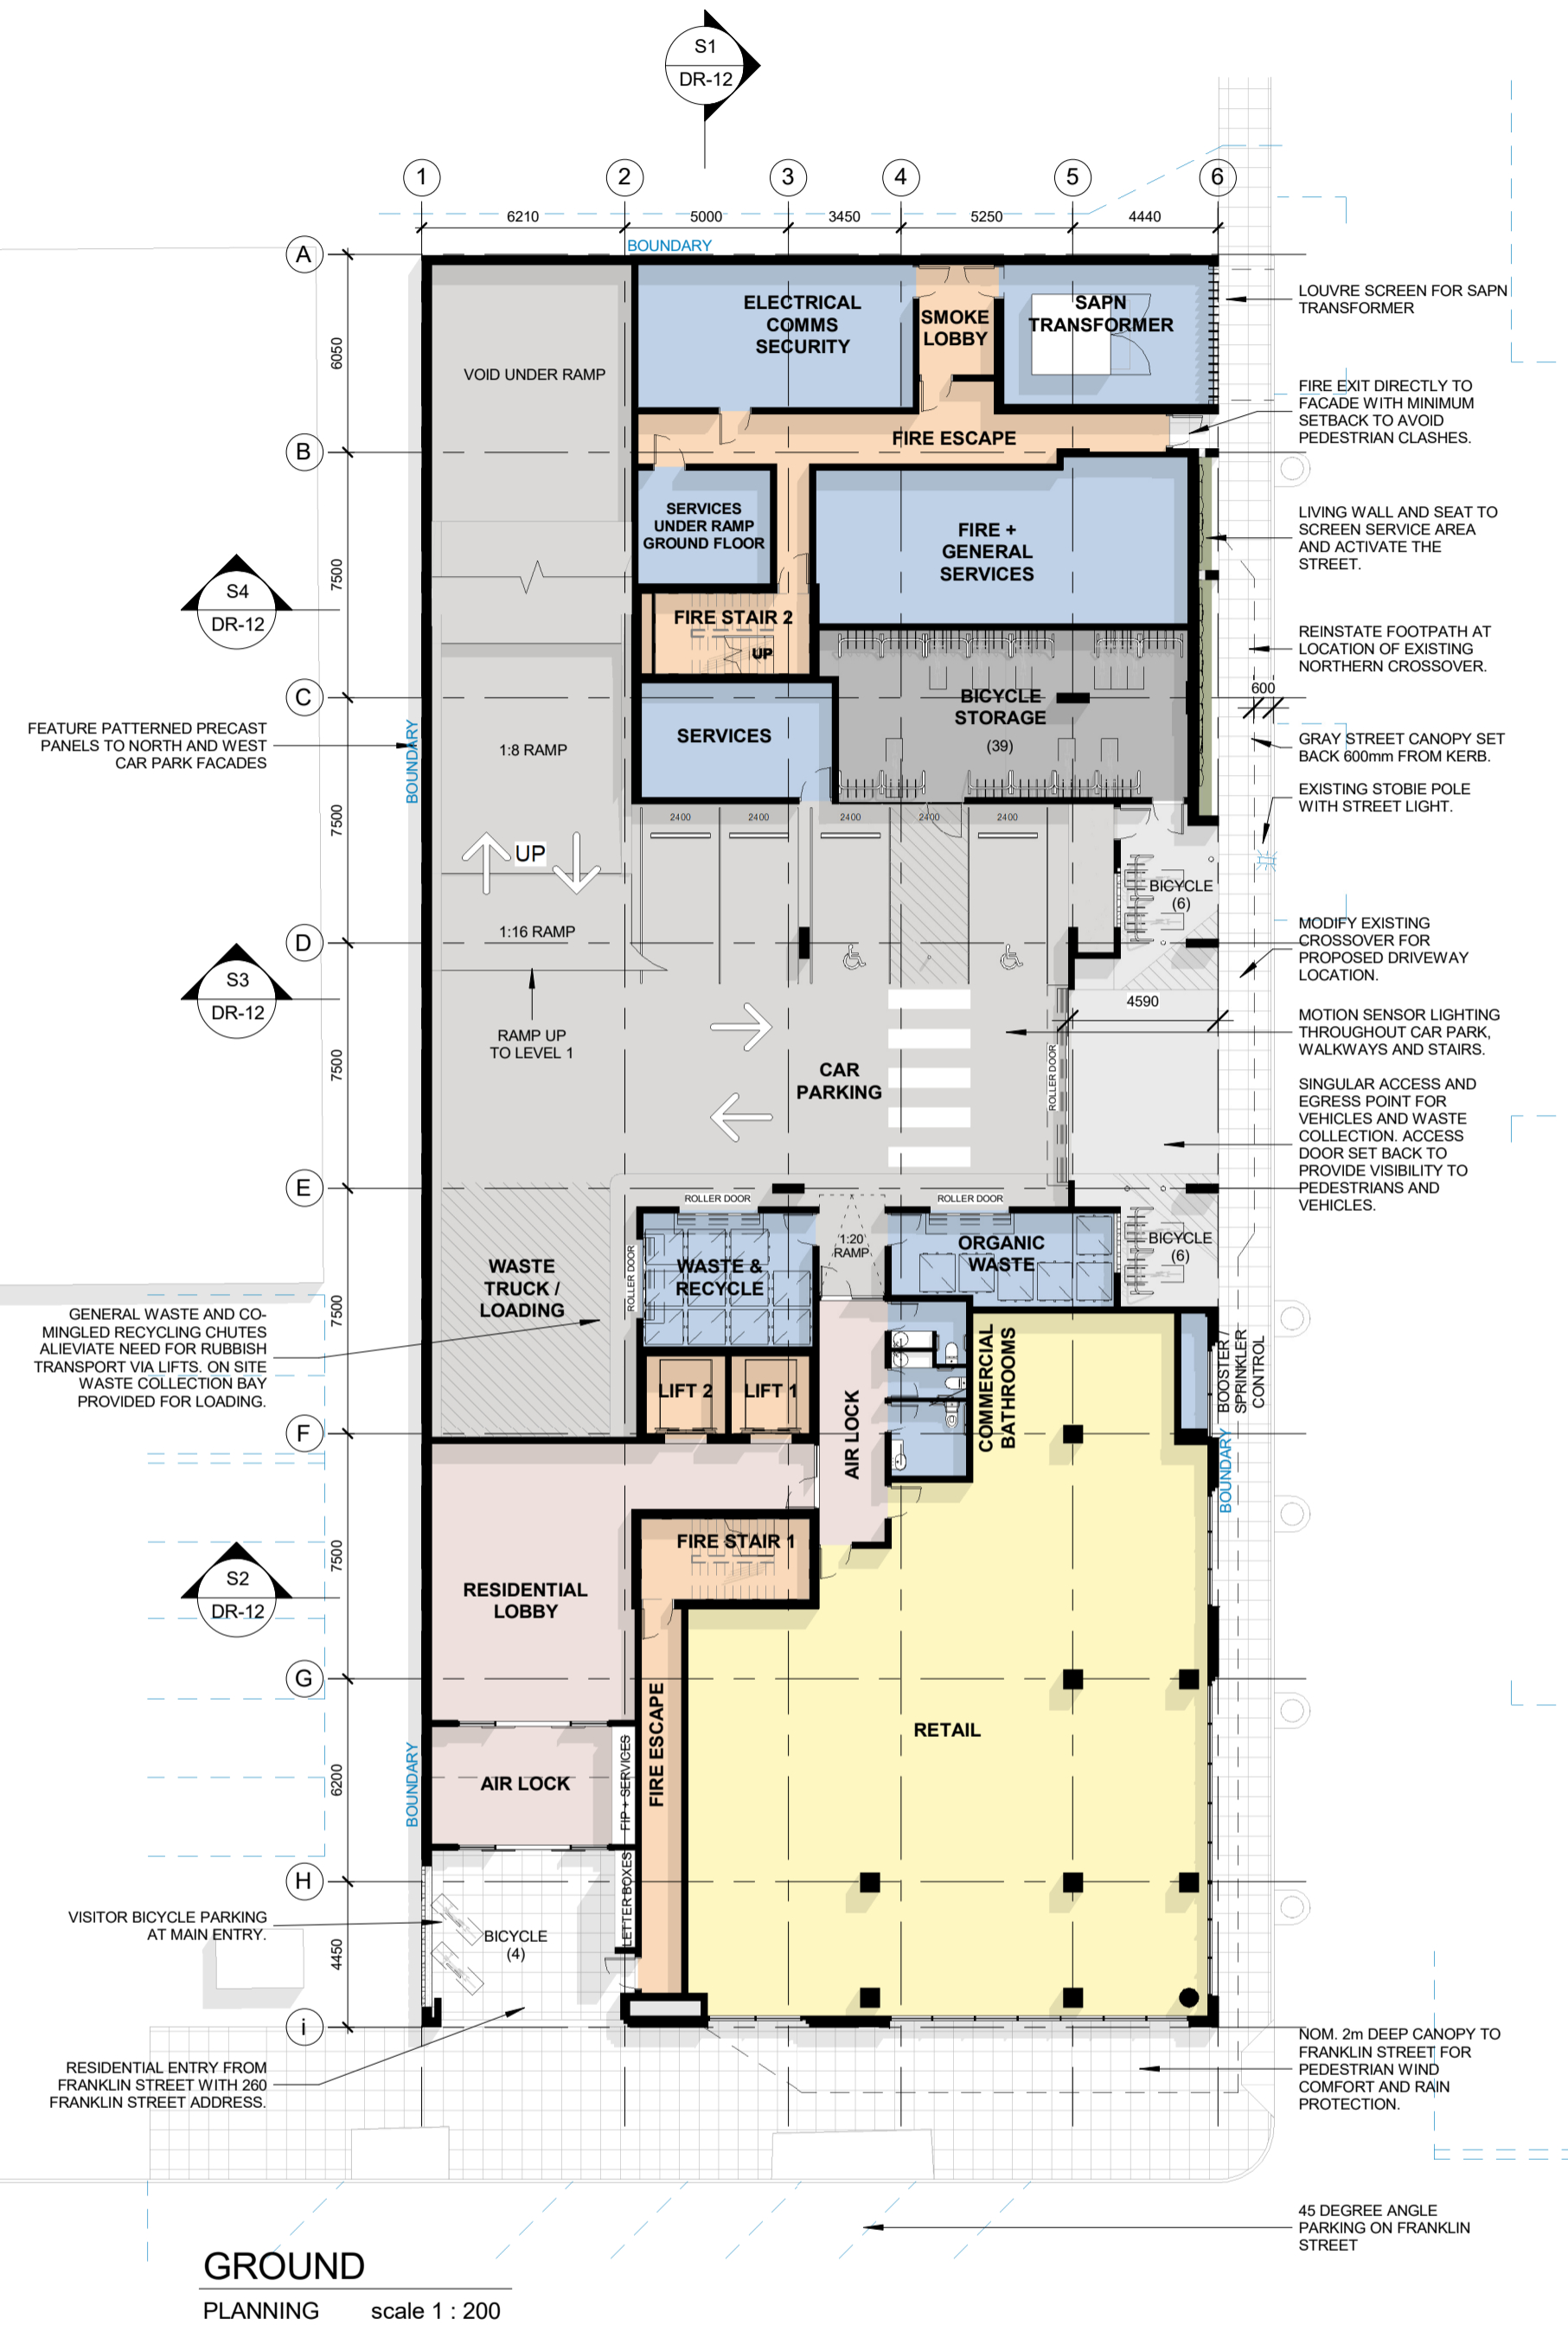 S1
DR-12
1
2
3
4
5
6
6210
5000
3450
5250
4440
BOUNDARY
A
B
C
D
E
F
G
H
i
6050
7500
7500
7500
7500
7500
6200
4450
S4
DR-12
S3
DR-12
S2
DR-12
VOID UNDER RAMP
ELECTRICAL
COMMS
SECURITY
SMOKE
LOBBY
SAPN
TRANSFORMER
FIRE ESCAPE
SERVICES
UNDER RAMP
GROUND FLOOR
FIRE +
GENERAL
SERVICES
FIRE STAIR 2
UP
BICYCLE
STORAGE
(39)
SERVICES
1:8 RAMP
UP
1:16 RAMP
RAMP UP
TO LEVEL 1
2400
2400
2400
2400
2400
BICYCLE
(6)
4590
CAR
PARKING
ROLLER DOOR
ROLLER DOOR
ROLLER DOOR
ROLLER DOOR
1:20
RAMP
WASTE
TRUCK /
LOADING
WASTE &
RECYCLE
ORGANIC
WASTE
BICYCLE
(6)
LIFT 2
LIFT 1
AIR LOCK
COMMERCIAL
BATHROOMS
BOOSTER /
SPRINKLER
CONTROL
BOUNDARY
FIRE STAIR 1
RESIDENTIAL
LOBBY
FIRE ESCAPE
RETAIL
AIR LOCK
FIP + SERVICES
LETTER BOXES
BICYCLE
(4)
BOUNDARY
BOUNDARY
FEATURE PATTERNED PRECAST
PANELS TO NORTH AND WEST
CAR PARK FACADES
GENERAL WASTE AND CO-
MINGLED RECYCLING CHUTES
ALIEVIATE NEED FOR RUBBISH
TRANSPORT VIA LIFTS. ON SITE
WASTE COLLECTION BAY
PROVIDED FOR LOADING.
VISITOR BICYCLE PARKING
AT MAIN ENTRY.
RESIDENTIAL ENTRY FROM
FRANKLIN STREET WITH 260
FRANKLIN STREET ADDRESS.
LOUVRE SCREEN FOR SAPN
TRANSFORMER
FIRE EXIT DIRECTLY TO
FACADE WITH MINIMUM
SETBACK TO AVOID
PEDESTRIAN CLASHES.
LIVING WALL AND SEAT TO
SCREEN SERVICE AREA
AND ACTIVATE THE
STREET.
REINSTATE FOOTPATH AT
LOCATION OF EXISTING
NORTHERN CROSSOVER.
600
GRAY STREET CANOPY SET
BACK 600mm FROM KERB.
EXISTING STOBIE POLE
WITH STREET LIGHT.
MODIFY EXISTING
CROSSOVER FOR
PROPOSED DRIVEWAY
LOCATION.
MOTION SENSOR LIGHTING
THROUGHOUT CAR PARK,
WALKWAYS AND STAIRS.
SINGULAR ACCESS AND
EGRESS POINT FOR
VEHICLES AND WASTE
COLLECTION. ACCESS
DOOR SET BACK TO
PROVIDE VISIBILITY TO
PEDESTRIANS AND
VEHICLES.
NOM. 2m DEEP CANOPY TO
FRANKLIN STREET FOR
PEDESTRIAN WIND
COMFORT AND RAIN
PROTECTION.
45 DEGREE ANGLE
PARKING ON FRANKLIN
STREET
GROUND
PLANNING scale 1 : 200